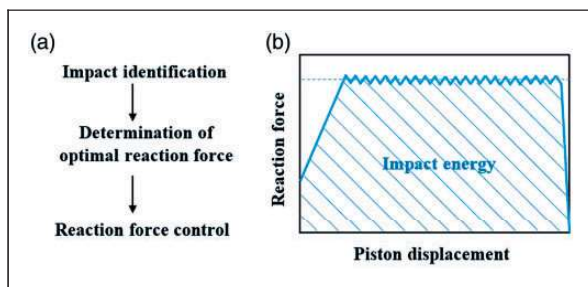 (a)
Impact identification
Determination of
optimal reaction force
Reaction force control
(b)
Reaction force
Impact energy
Piston displacement